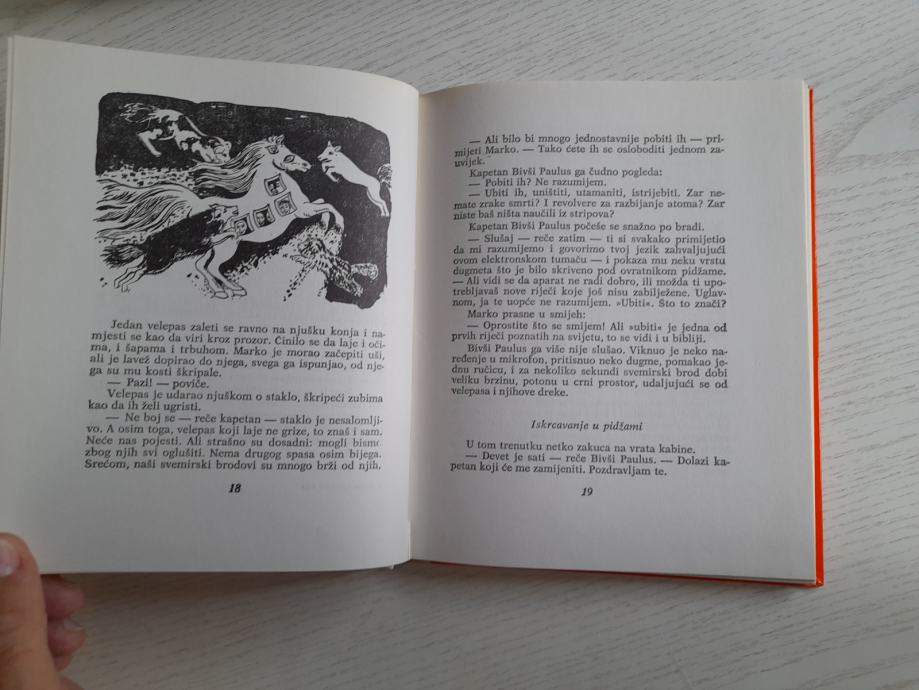 Jedan velepas zaleti se ravno na njušku konja i na-
mjesti se kao da viri kroz prozor. Činilo se da laje i oči-
ma, i šapama i trbuhom. Marko je morao začepiti uši,
ali je lavež dopirao do njega, svega ga ispunjao, od nje-
ga su mu kosti škripale.
— Pazi! — poviče.
Velepas je udarao njuškom o staklo, škripeći zubima
kao da ih želi ugristi.
— Ne boj se — reče kapetan — staklo je nesalomlji-
vo. A osim toga, velepas koji laje ne grize, to znaš i sam.
Neće nas pojesti. Ali strašno su dosadni: mogli bismo
zbog njih svi oglušiti. Nema drugog spasa osim bijega.
Srećom, naši svemirski brodovi su mnogo brži od njih.
18
— Ali bilo bi mnogo jednostavnije pobiti ih — pri-
mijeti Marko. — Tako ćete ih se osloboditi jednom za-
uvijek.
Kapetan Bivši Paulus ga čudno pogleda:
— Pobiti ih? Ne razumijem.
— Ubiti ih, uništiti, utamaniti, istrijebiti. Zar ne-
mate zrake smrti? I revolvere za razbijanje atoma? Zar
niste baš ništa naučili iz stripova?
Kapetan Bivši Paulus počeše se snažno po bradi.
— Slušaj — reče zatim — ti si svakako primijetio
da mi razumijemo i govorimo tvoj jezik zahvaljujući
ovom elektronskom tumaču — i pokaza mu neku vrstu
dugmeta što je bilo skriveno pod ovratnikom pidžame.
— Ali vidi se da aparat ne radi dobro, ili možda ti upo-
trebljavaš nove riječi koje još nisu zabilježene. Uglav-
nom, ja te uopće ne razumijem. »Ubiti«. Što to znači?
Marko prasne u smijeh:
— Oprostite što se smijem! Ali »ubiti« je jedna od
prvih riječi poznatih na svijetu, to se vidi i u bibliji.
Bivši Paulus ga više nije slušao. Viknuo je neko na-
ređenje u mikrofon, pritisnuo neko dugme, pomakao je-
dnu ručicu, i za nekoliko sekundi svemirski brod dobi
veliku brzinu, potonu u crni prostor, udaljujući se od
velepasa i njihove dreke.
Iskrcavanje u pidžami
U tom trenutku netko zakuca na vrata kabine.
— Devet je sati — reče Bivši Paulus. — Dolazi ka-
petan koji će me zamijeniti. Pozdravljam te.
19